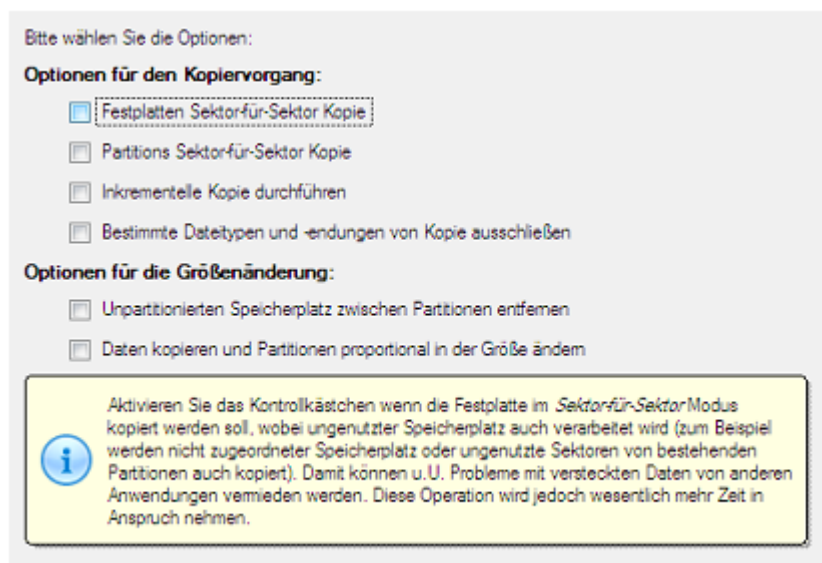 Bitte wählen Sie die Optionen:
Optionen für den Kopiervorgang:
Festplatten Sektor-für-Sektor Kopie
Partitions Sektor-für-Sektor Kopie
Inkrementelle Kopie durchführen
Bestimmte Dateitypen und -endungen von Kopie ausschließen
Optionen für die Größenänderung:
Unpartitionierten Speicherplatz zwischen Partitionen entfernen
Daten kopieren und Partitionen proportional in der Größe ändern
Aktivieren Sie das Kontrollkästchen wenn die Festplatte im Sektor-für-Sektor Modus
kopiert werden soll, wobei ungenutzter Speicherplatz auch verarbeitet wird (zum Beispiel
werden nicht zugeordneter Speicherplatz oder ungenutzte Sektoren von bestehenden
Partitionen auch kopiert). Damit können u.U. Probleme mit versteckten Daten von anderen
Anwendungen vermieden werden. Diese Operation wird jedoch wesentlich mehr Zeit in
Anspruch nehmen.